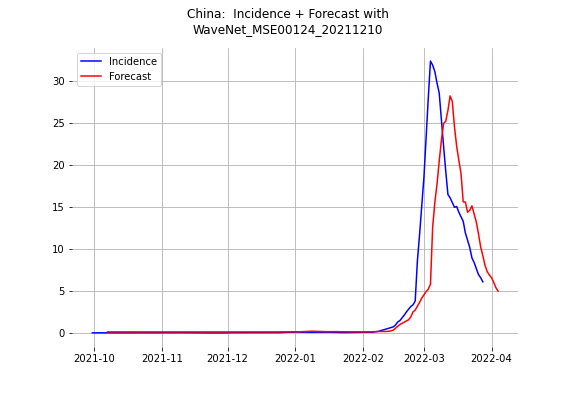 China:  Incidence + Forecast with
WaveNet_MSE00124_20211210
Incidence
Forecast
30
25
20
15
10
5
0
2021-10 2021-11 2021-12 2022-01 2022-02 2022-03 2022-04